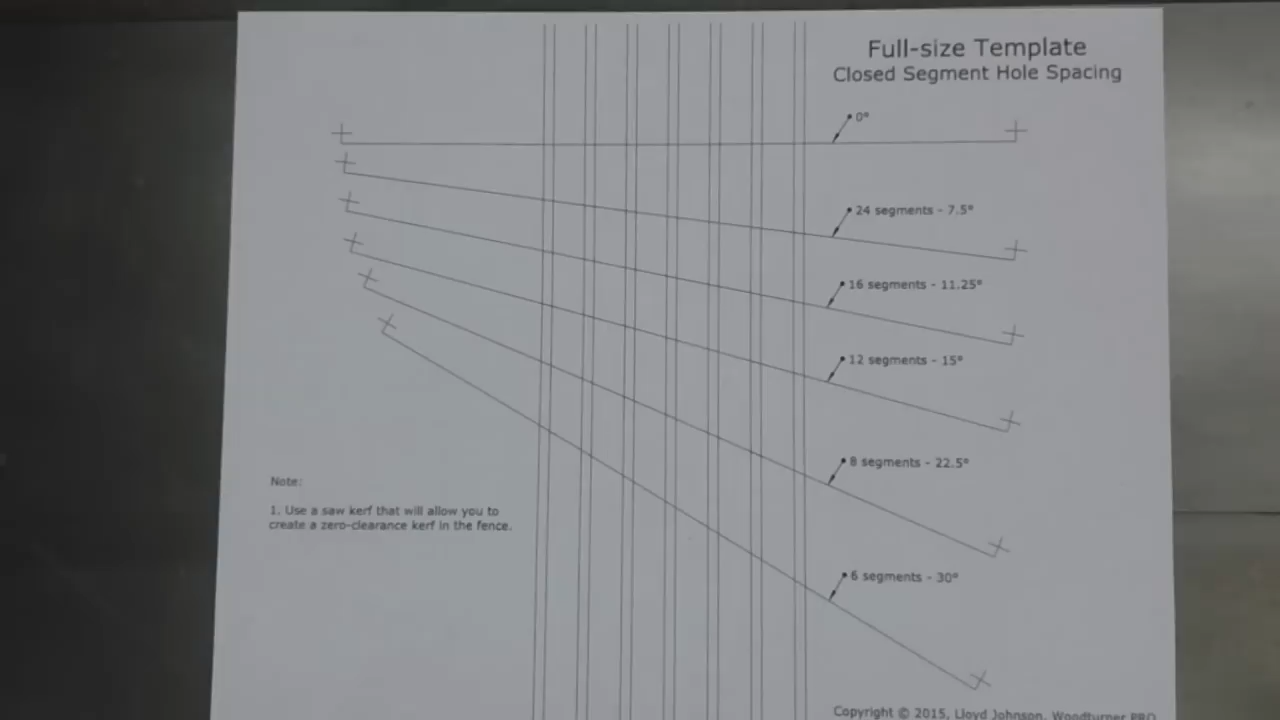 Full-size Template
Closed Segment Hole Spacing
0°
24 segments - 7.5°
16 segments - 11.25°
12 segments - 15°
8 segments - 22.5°
6 segments - 30°
Note:
1. Use a saw kerf that will allow you to
create a zero-clearance kerf in the fence.
Copyright © 2015, Lloyd Johnson, Woodturner PRO